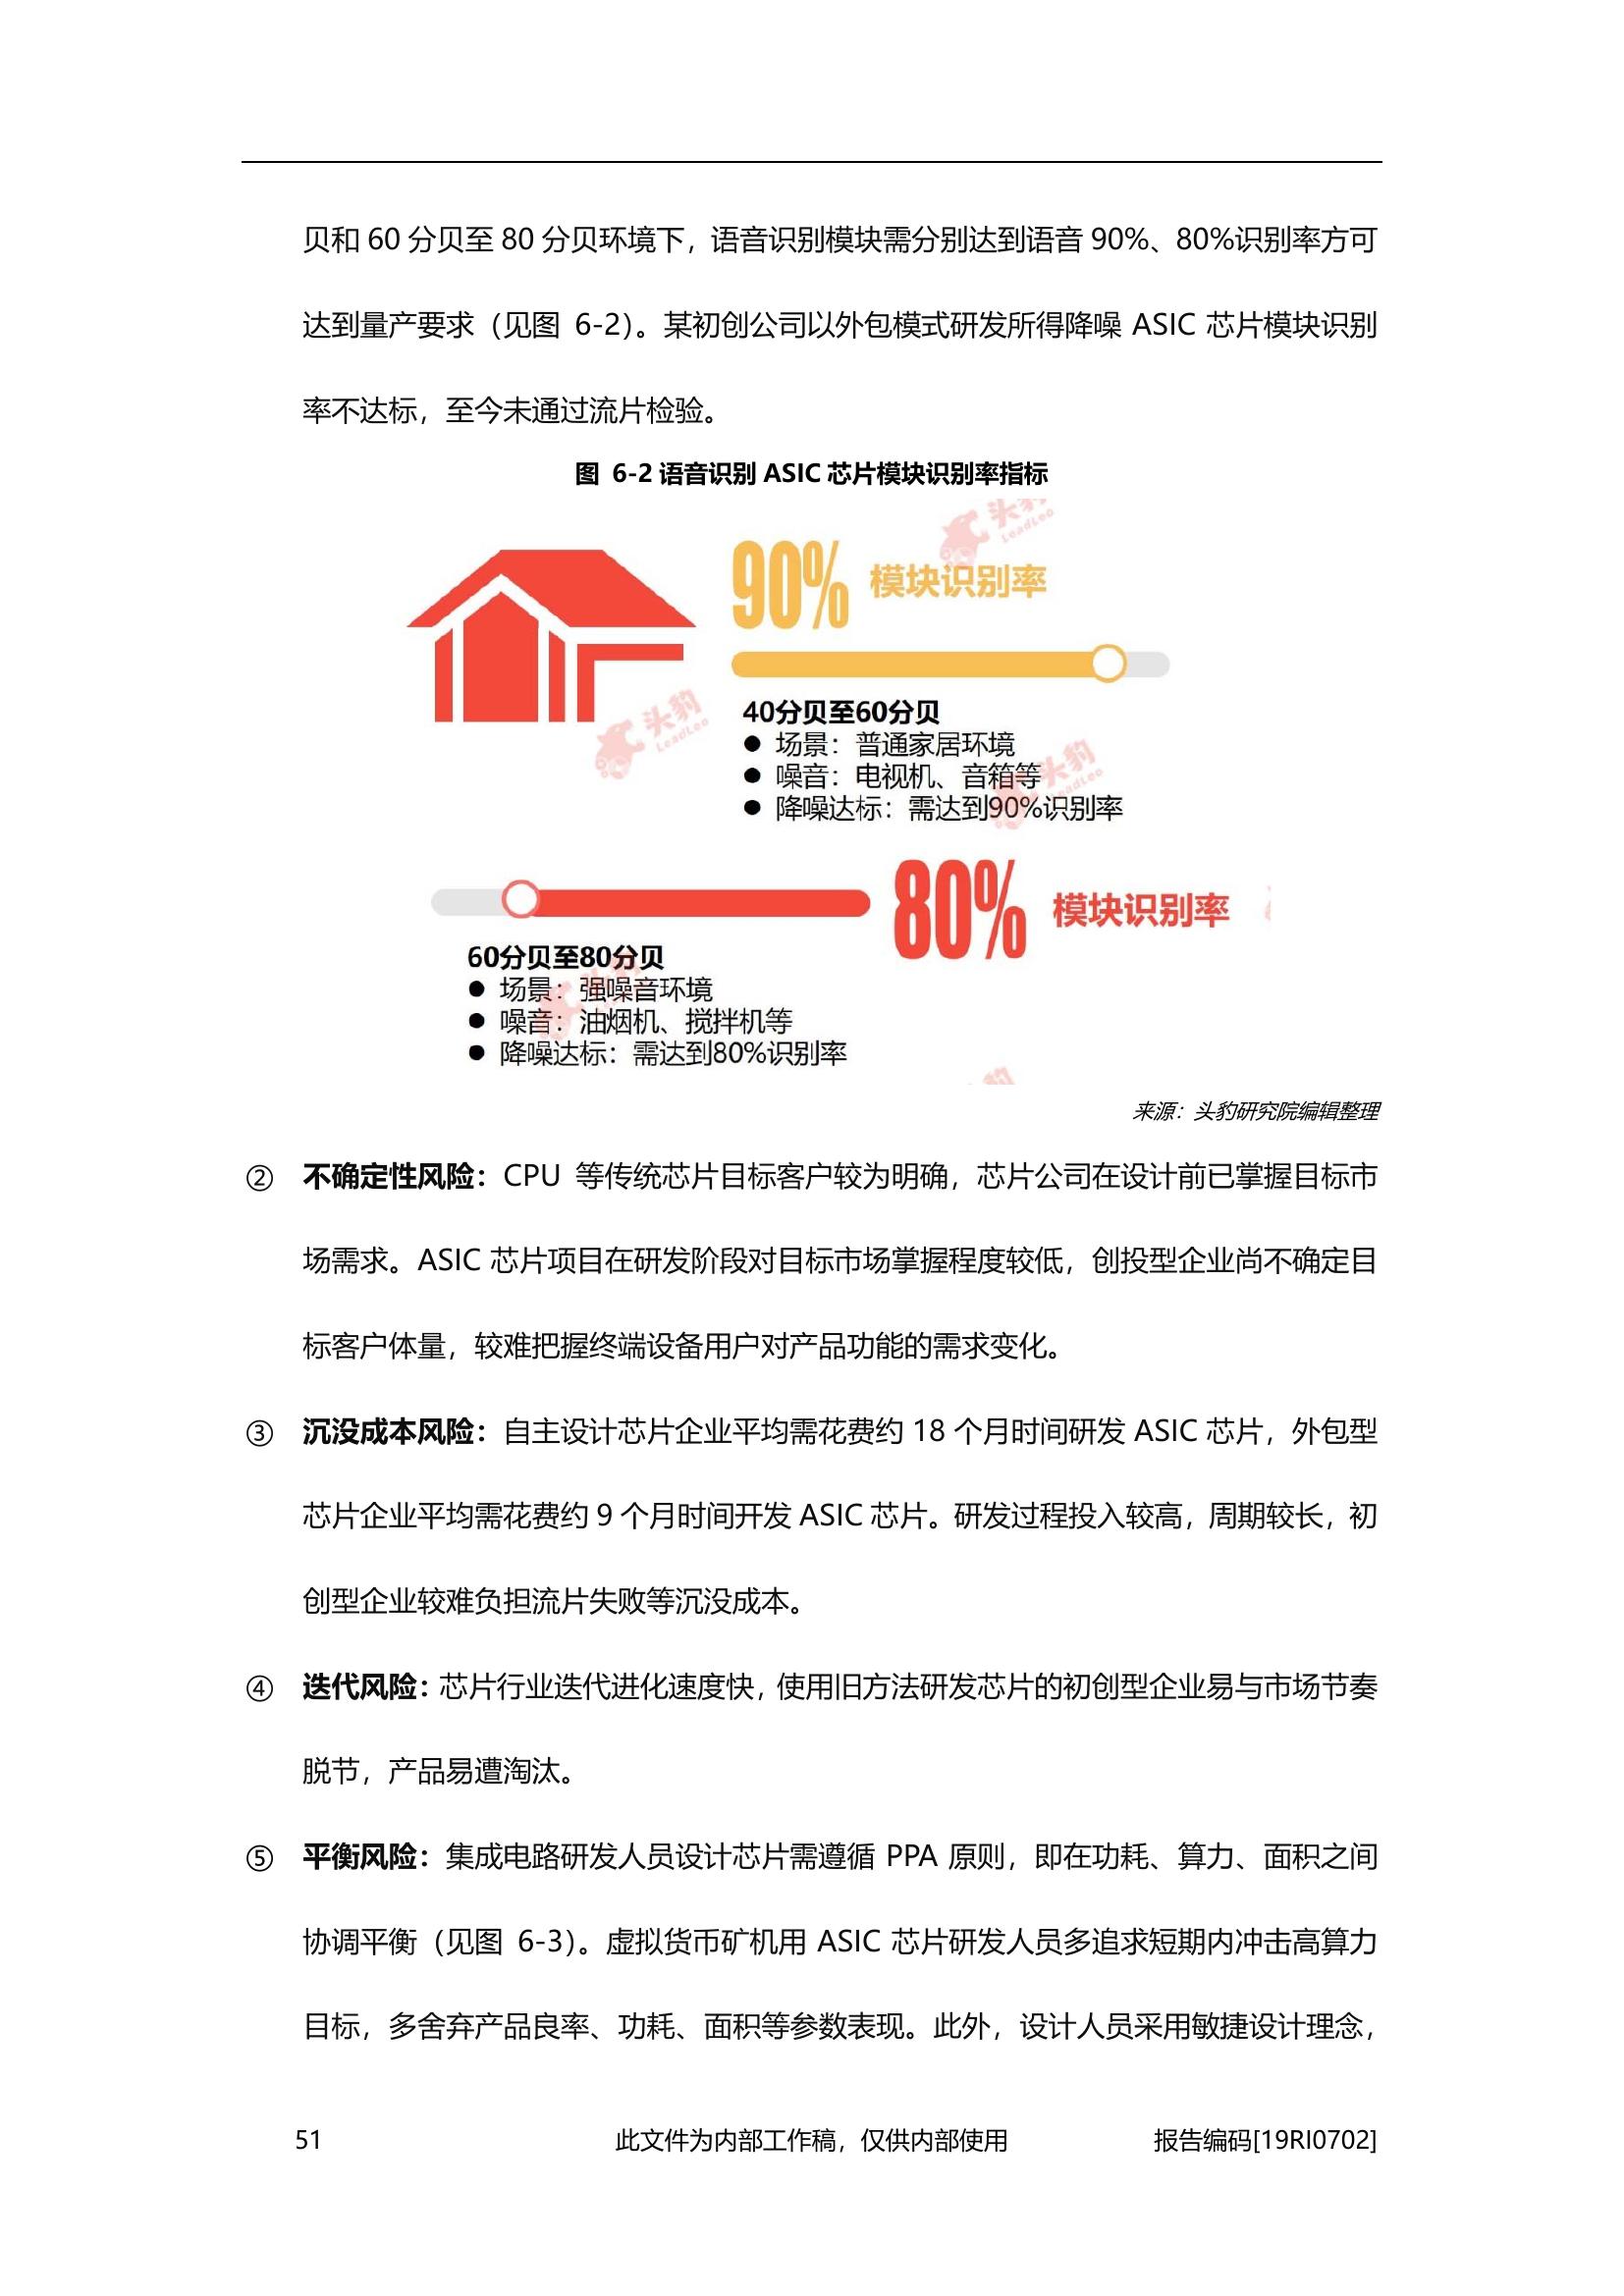 贝和 60 分贝至 80 分贝环境下，语音识别模块需分别达到语音 90%、80%识别率方可
达到量产要求（见图 6-2）。某初创公司以外包模式研发所得降噪 ASIC 芯片模块识别
率不达标，至今未通过流片检验。
图 6-2 语音识别 ASIC 芯片模块识别率指标
头豹
LeadLeo
90% 模块识别率
40分贝至60分贝
● 场景：普通家居环境
● 噪音：电视机、音箱等
● 降噪达标：需达到90%识别率
头豹
LeadLeo
头豹
LeadLeo
80% 模块识别率
60分贝至80分贝
● 场景：强噪音环境
● 噪音：油烟机、搅拌机等
● 降噪达标：需达到80%识别率
来源：头豹研究院编辑整理
② 不确定性风险：CPU 等传统芯片目标客户较为明确，芯片公司在设计前已掌握目标市
场需求。ASIC 芯片项目在研发阶段对目标市场掌握程度较低，创投型企业尚不确定目
标客户体量，较难把握终端设备用户对产品功能的需求变化。
③ 沉没成本风险：自主设计芯片企业平均需花费约 18 个月时间研发 ASIC 芯片，外包型
芯片企业平均需花费约 9 个月时间开发 ASIC 芯片。研发过程投入较高，周期较长，初
创型企业较难负担流片失败等沉没成本。
④ 迭代风险：芯片行业迭代进化速度快，使用旧方法研发芯片的初创型企业易与市场节奏
脱节，产品易遭淘汰。
⑤ 平衡风险：集成电路研发人员设计芯片需遵循 PPA 原则，即在功耗、算力、面积之间
协调平衡（见图 6-3）。虚拟货币矿机用 ASIC 芯片研发人员多追求短期内冲击高算力
目标，多舍弃产品良率、功耗、面积等参数表现。此外，设计人员采用敏捷设计理念，
51 此文件为内部工作稿，仅供内部使用 报告编码[19RI0702]